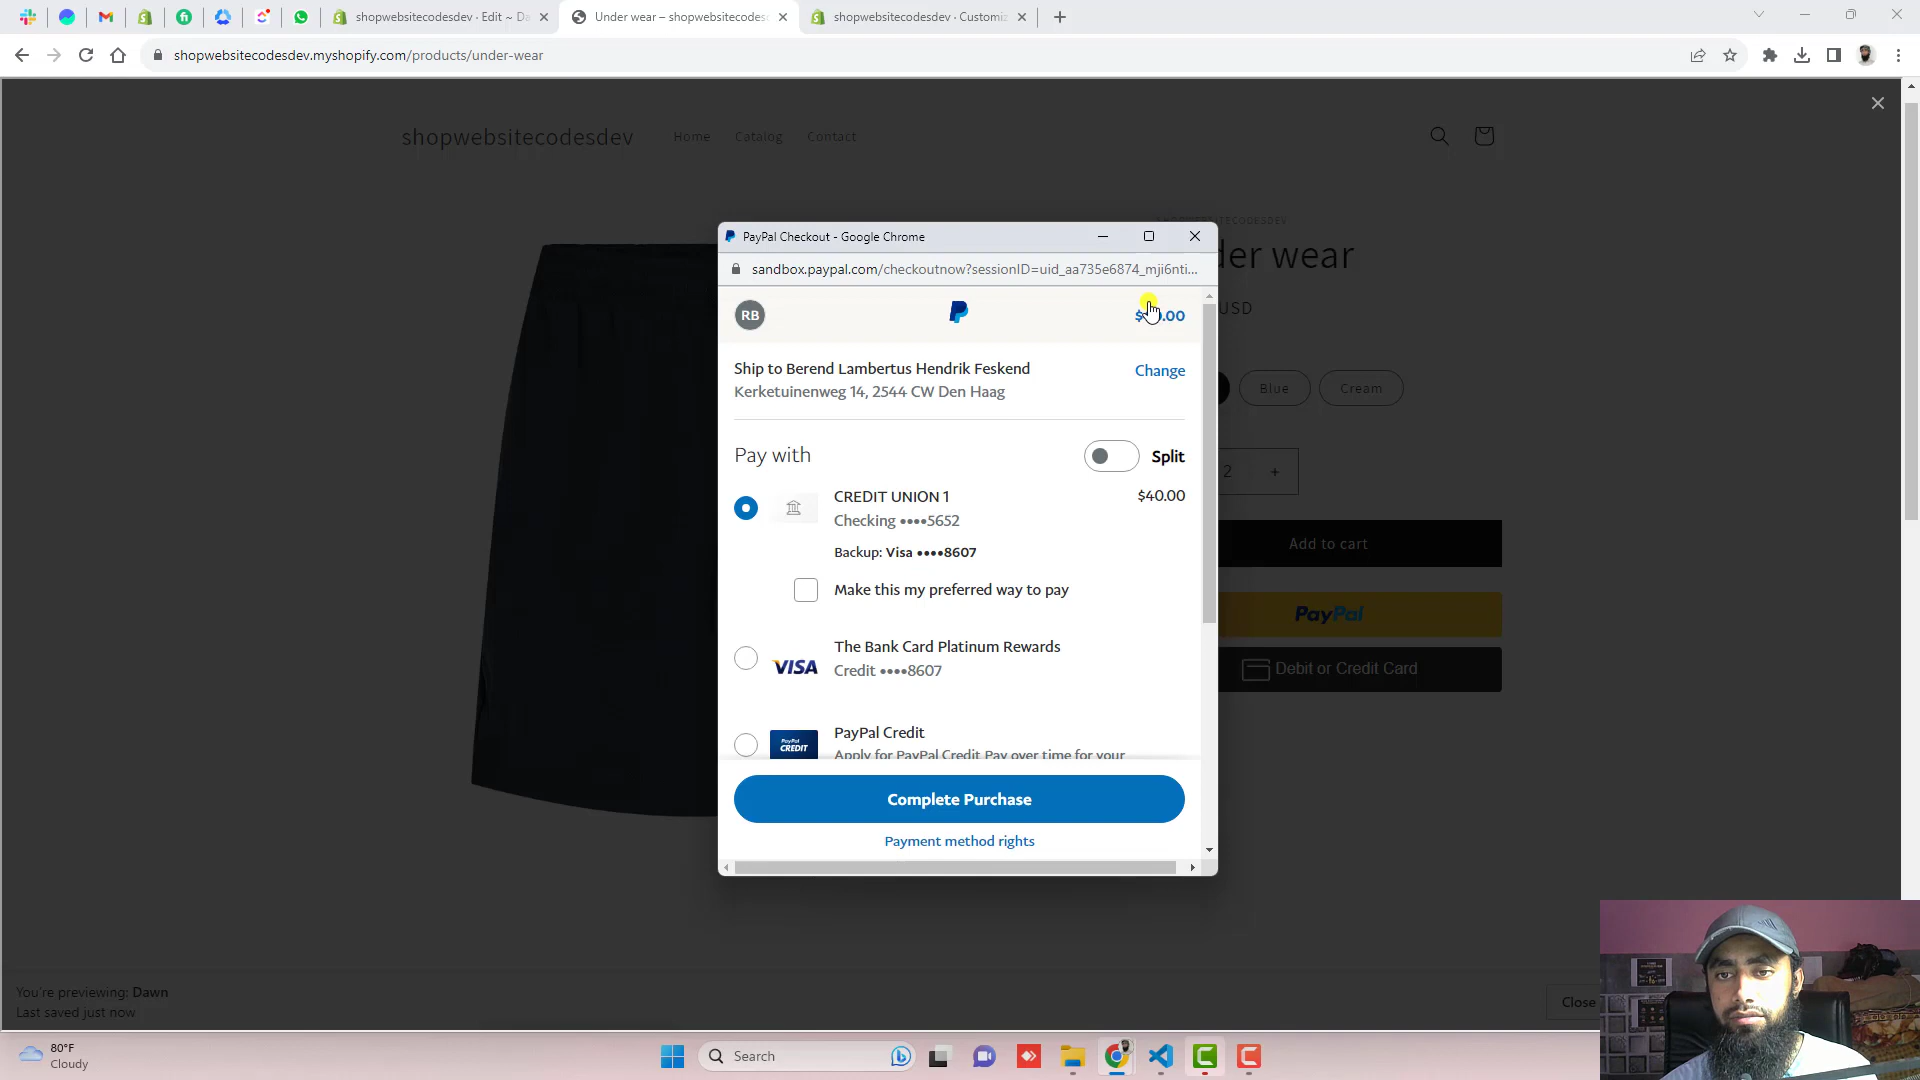 shopwebsitecodesdev · Edit ~ Da
Under wear – shopwebsitecodes
shopwebsitecodesdev · Customiz
shopwebsitecodesdev.myshopify.com/products/under-wear
shopwebsitecodesdev
Home
Catalog
Contact
wear
USD
Blue
Cream
2
+
Add to cart
PayPal
Debit or Credit Card
PayPal Checkout - Google Chrome
sandbox.paypal.com/checkoutnow?sessionID=uid_aa735e6874_mji6nti...
RB
Ship to Berend Lambertus Hendrik Feskend
Change
Kerketuinenweg 14, 2544 CW Den Haag
Pay with
Split
CREDIT UNION 1
$40.00
Checking ••••5652
Backup: Visa ••••8607
Make this my preferred way to pay
The Bank Card Platinum Rewards
VISA
Credit ••••8607
PayPal Credit
PayPal
CREDIT
Apply for PayPal Credit Pay over time for your
Complete Purchase
Payment method rights
You're previewing: Dawn
Last saved just now
Close
80°F
Cloudy
Search